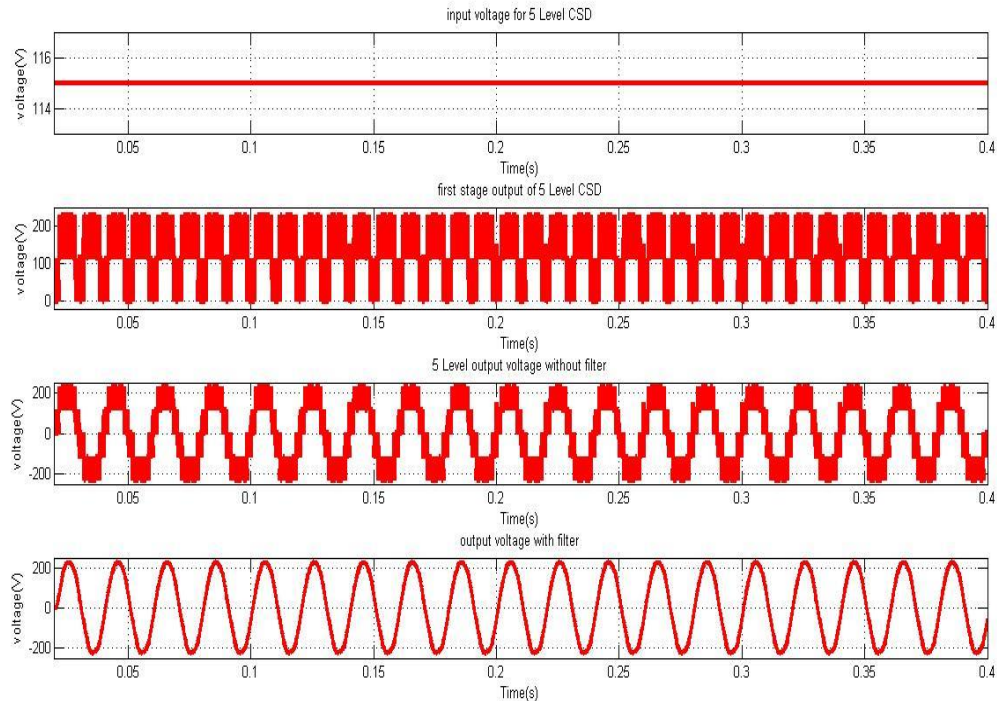 input voltage for 5 Level CSD
voltage(V)
116
114
0.05 0.1 0.15 0.2 0.25 0.3 0.35 0.4
Time(s)
first stage output of 5 Level CSD
voltage(V)
200
100
0
0.05 0.1 0.15 0.2 0.25 0.3 0.35 0.4
Time(s)
5 Level output voltage without filter
voltage(V)
200
0
-200
0.05 0.1 0.15 0.2 0.25 0.3 0.35 0.4
Time(s)
output voltage with filter
voltage(V)
200
0
-200
0.05 0.1 0.15 0.2 0.25 0.3 0.35 0.4
Time(s)